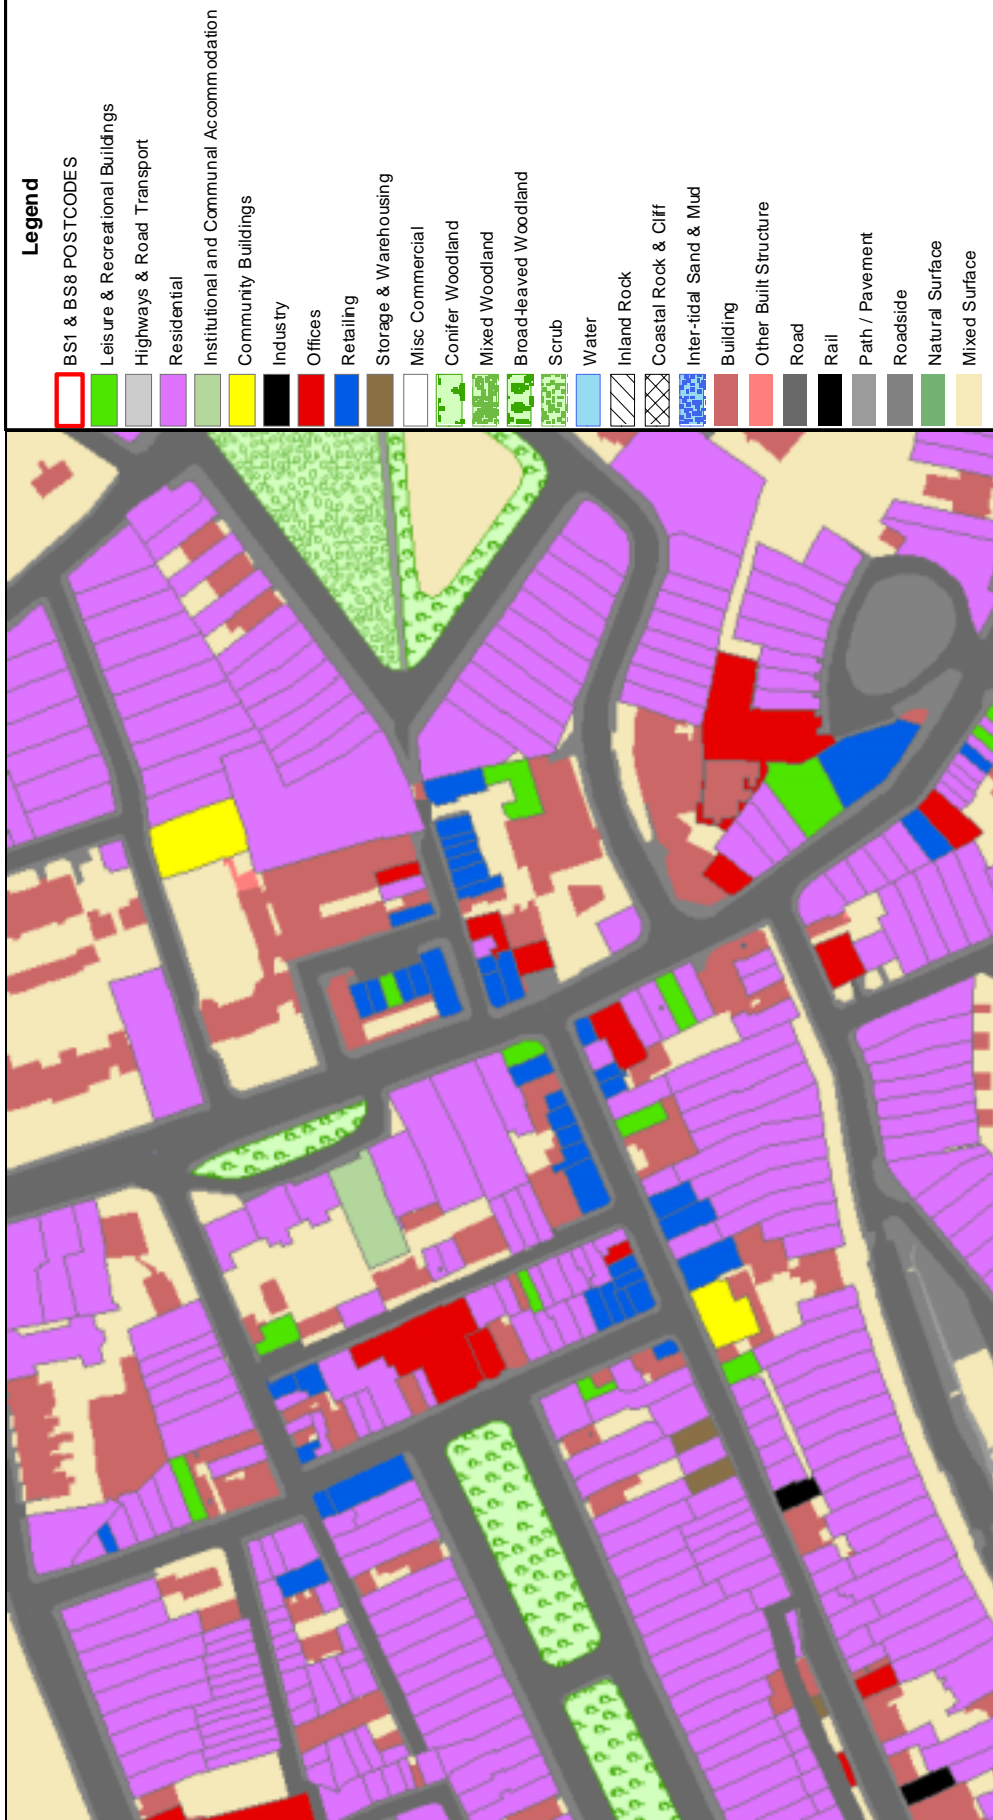 Legend
BS1 & BS8 POSTCODES
Leisure & Recreational Buildings
Highways & Road Transport
Residential
Institutional and Communal Accommodation
Community Buildings
Industry
Offices
Retailing
Storage & Warehousing
Misc Commercial
Conifer Woodland
Mixed Woodland
Broad-leaved Woodland
Scrub
Water
Inland Rock
Coastal Rock & Cliff
Inter-tidal Sand & Mud
Building
Other Built Structure
Road
Rail
Path / Pavement
Roadside
Natural Surface
Mixed Surface